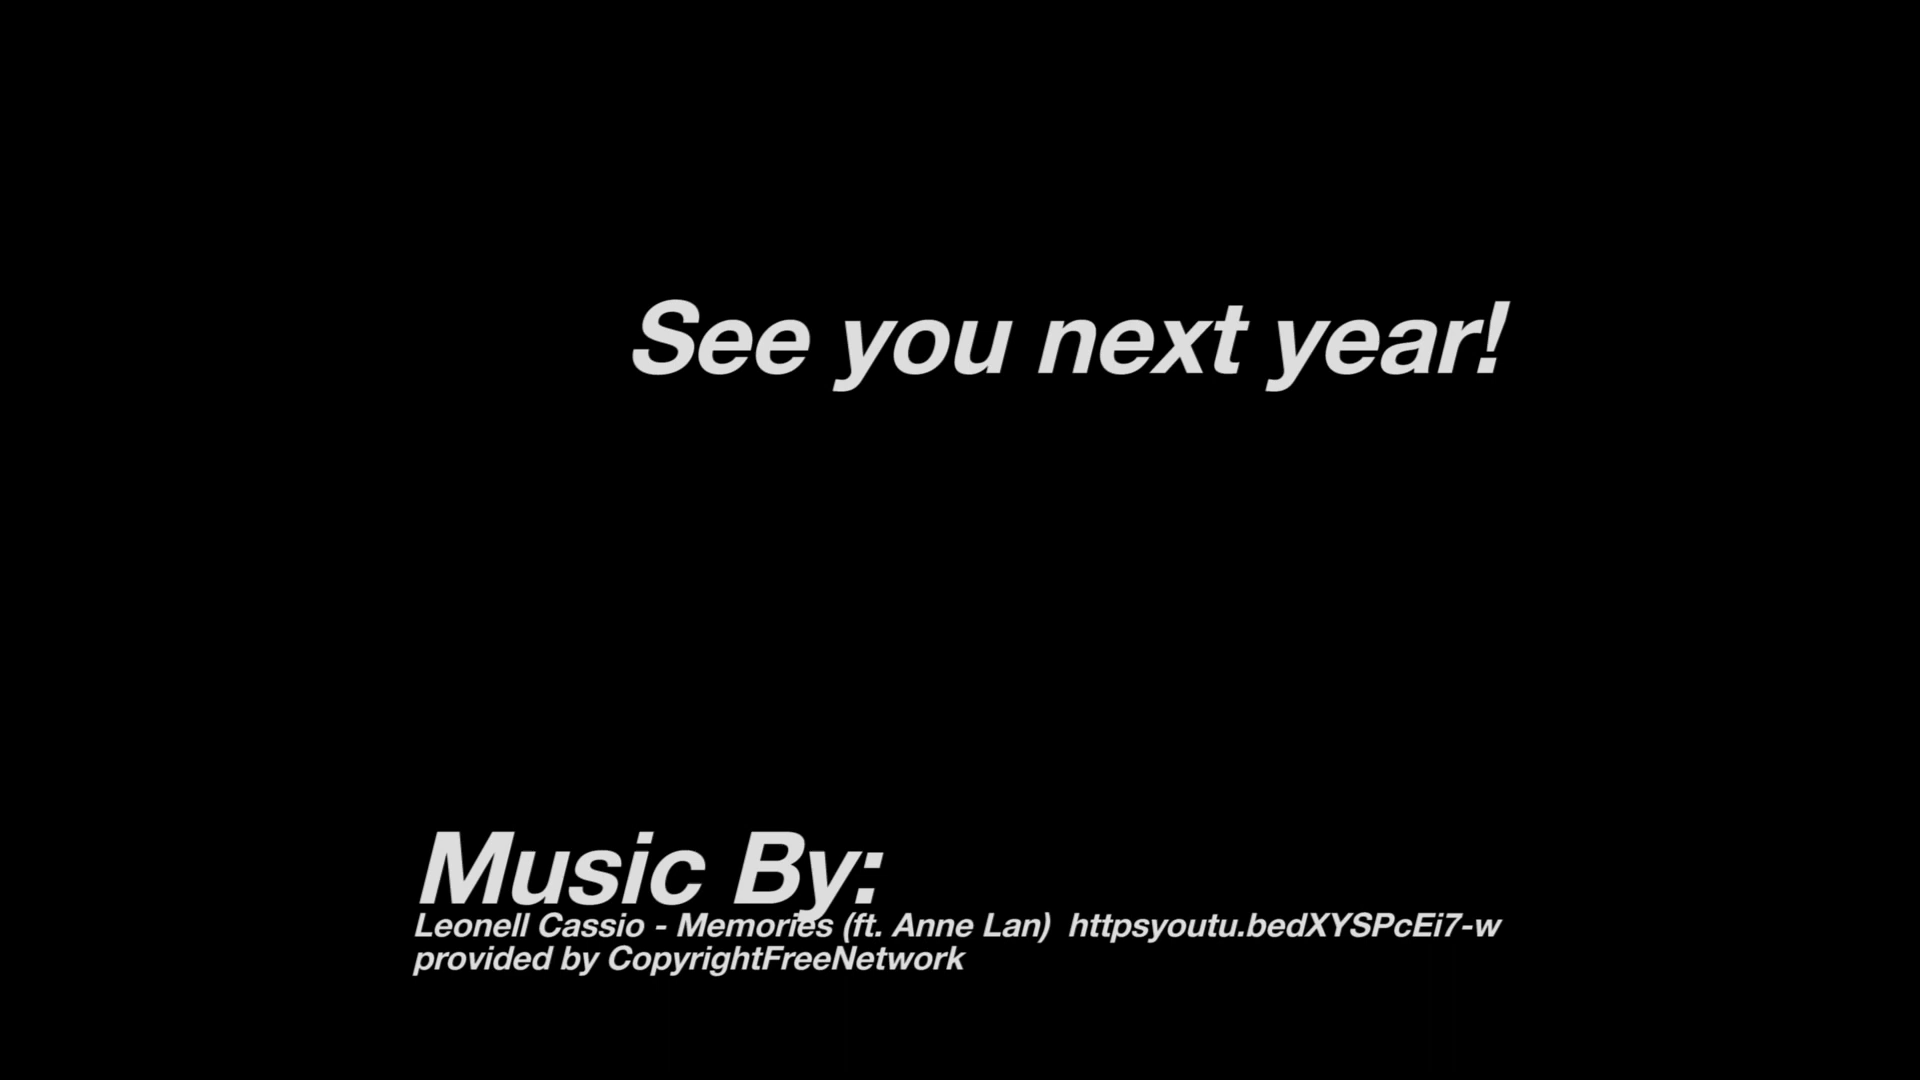 See you next year!
Music By:
Leonell Cassio - Memories (ft. Anne Lan)  httpsyoutu.bedXYSPcEi7-w
provided by CopyrightFreeNetwork